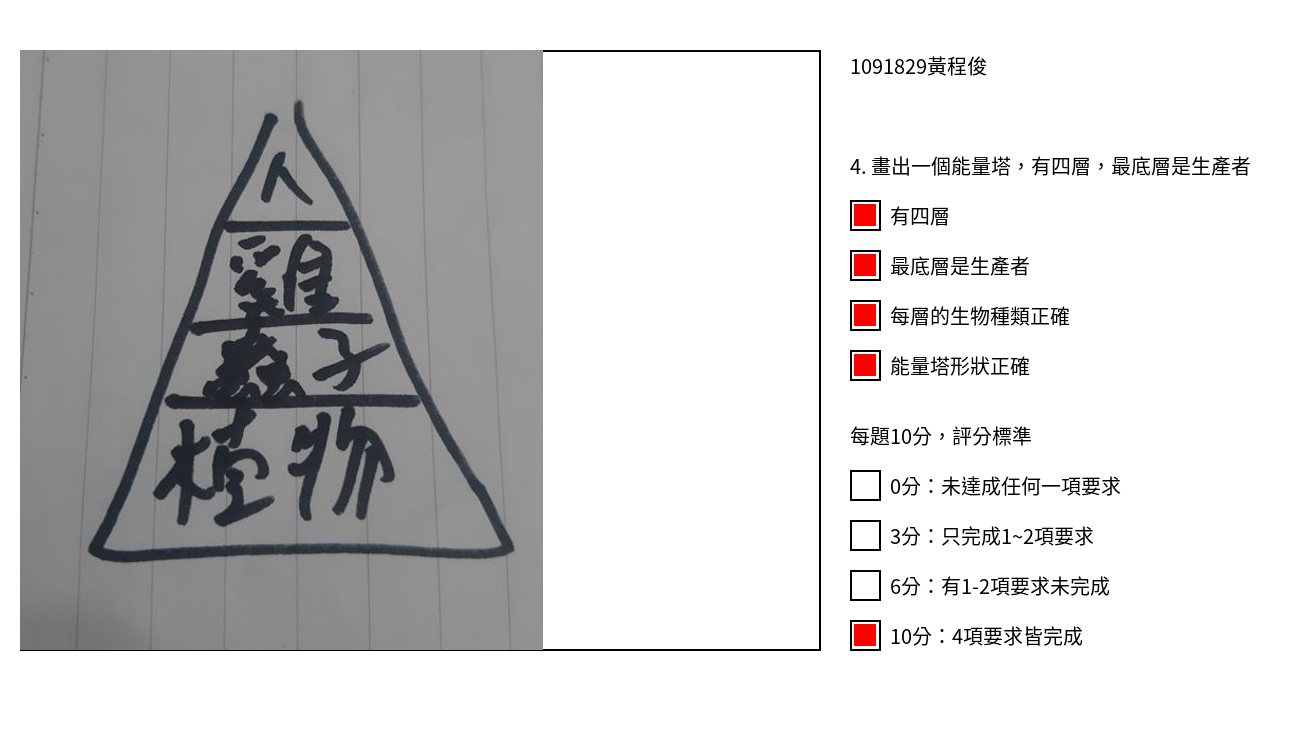 人
雞
蟲子
植物
1091829黃程俊
4. 畫出一個能量塔，有四層，最底層是生產者
有四層
最底層是生產者
每層的生物種類正確
能量塔形狀正確
每題10分，評分標準
0分：未達成任何一項要求
3分：只完成1~2項要求
6分：有1-2項要求未完成
10分：4項要求皆完成